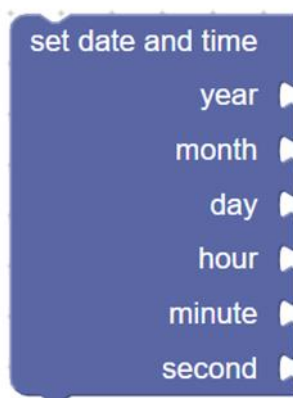 set date and time
year
month
day
hour
minute
second